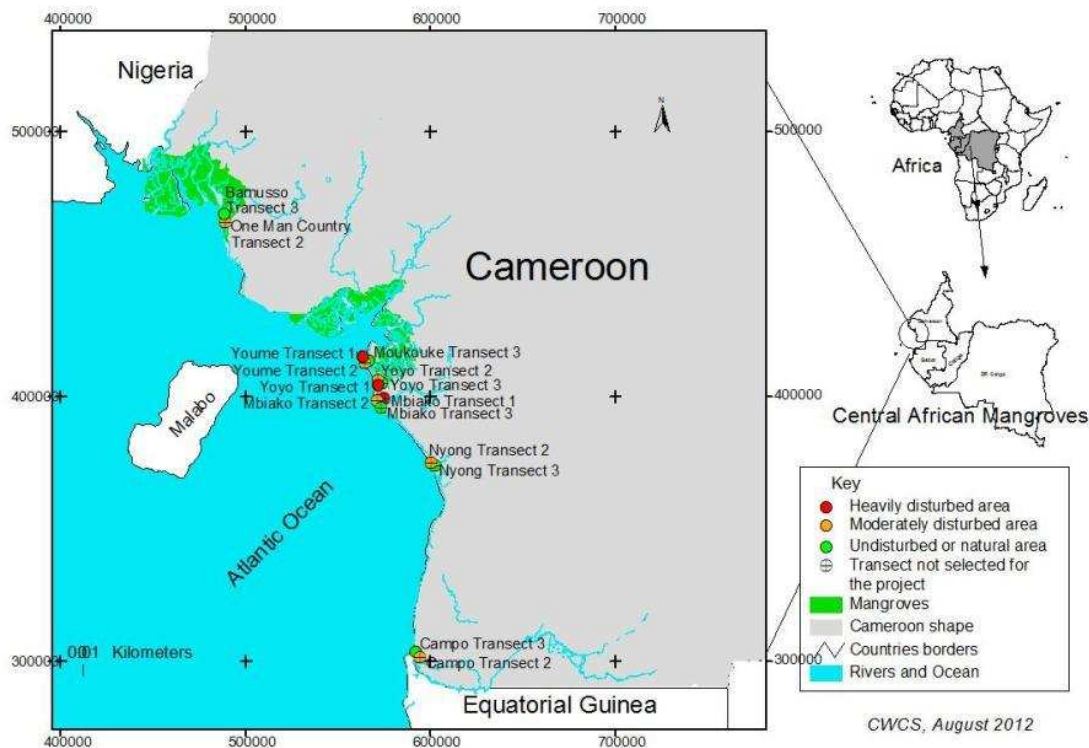 400000 500000 600000 700000
Nigeria
500000
500000
N
Africa
Bamusso
Transect 3
One Man Country
Transect 2
Cameroon
Youme Transect 1
Moukouke Transect 3
Youme Transect 2
Yoyo Transect 2
Yoyo Transect 1
Yoyo Transect 3
Mbiako Transect 1
Mbiako Transect 2
Mbiako Transect 3
400000
400000
Malabo
Central African Mangroves
Nyong Transect 2
Nyong Transect 3
Atlantic Ocean
Key
Heavily disturbed area
Moderately disturbed area
Undisturbed or natural area
Transect not selected for
the project
Mangroves
Cameroon shape
Countries borders
Rivers and Ocean
Campo Transect 3
Campo Transect 2
Kilometers
300000
300000
Equatorial Guinea
400000 500000 600000 700000
CWCS, August 2012